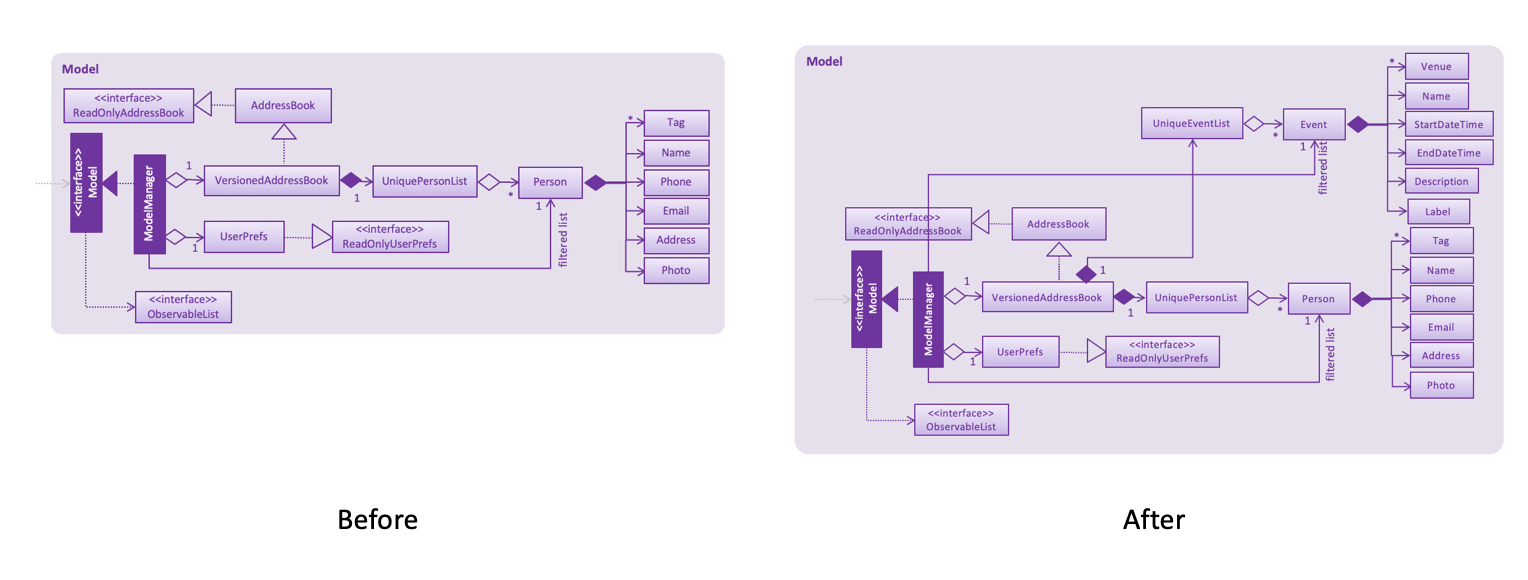 Model
<<interface>>
ReadOnlyAddressBook
AddressBook
<<interface>>
Model
ModelManager
1
VersionedAddressBook
1
UniquePersonList
*
Person
1
filtered list
*
Tag
Name
Phone
Email
Address
Photo
1
UserPrefs
<<interface>>
ReadOnlyUserPrefs
<<interface>>
ObservableList
Before
Model
UniqueEventList
*
Event
1
filtered list
*
Venue
Name
StartDateTime
EndDateTime
Description
Label
<<interface>>
ReadOnlyAddressBook
AddressBook
<<interface>>
Model
ModelManager
1
VersionedAddressBook
1
1
UniquePersonList
*
Person
1
filtered list
*
Tag
Name
Phone
Email
Address
Photo
1
UserPrefs
<<interface>>
ReadOnlyUserPrefs
<<interface>>
ObservableList
After